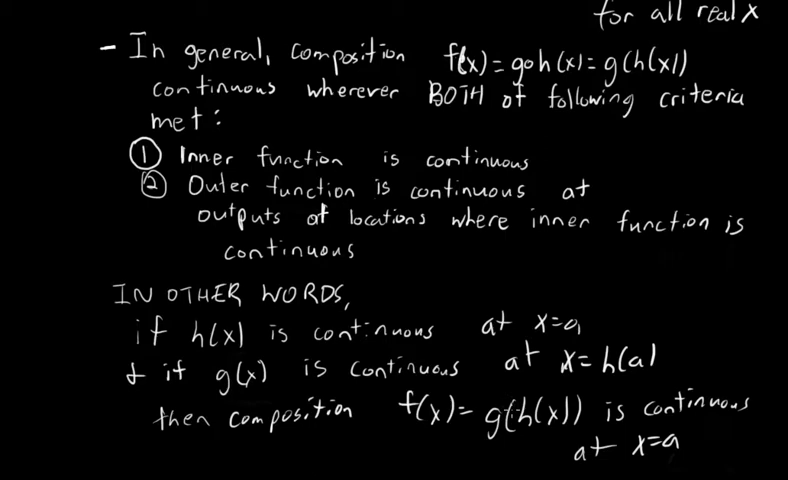 for all real x
- In general, composition f(x) = g∘h(x) = g(h(x))
continuous wherever BOTH of following criteria
met:
① Inner function is continuous
② Outer function is continuous at
outputs of locations where inner function is
continuous
IN OTHER WORDS,
if h(x) is continuous at x=a,
& if g(x) is continuous at x=h(a)
then composition f(x)= g(h(x)) is continuous
at x=a